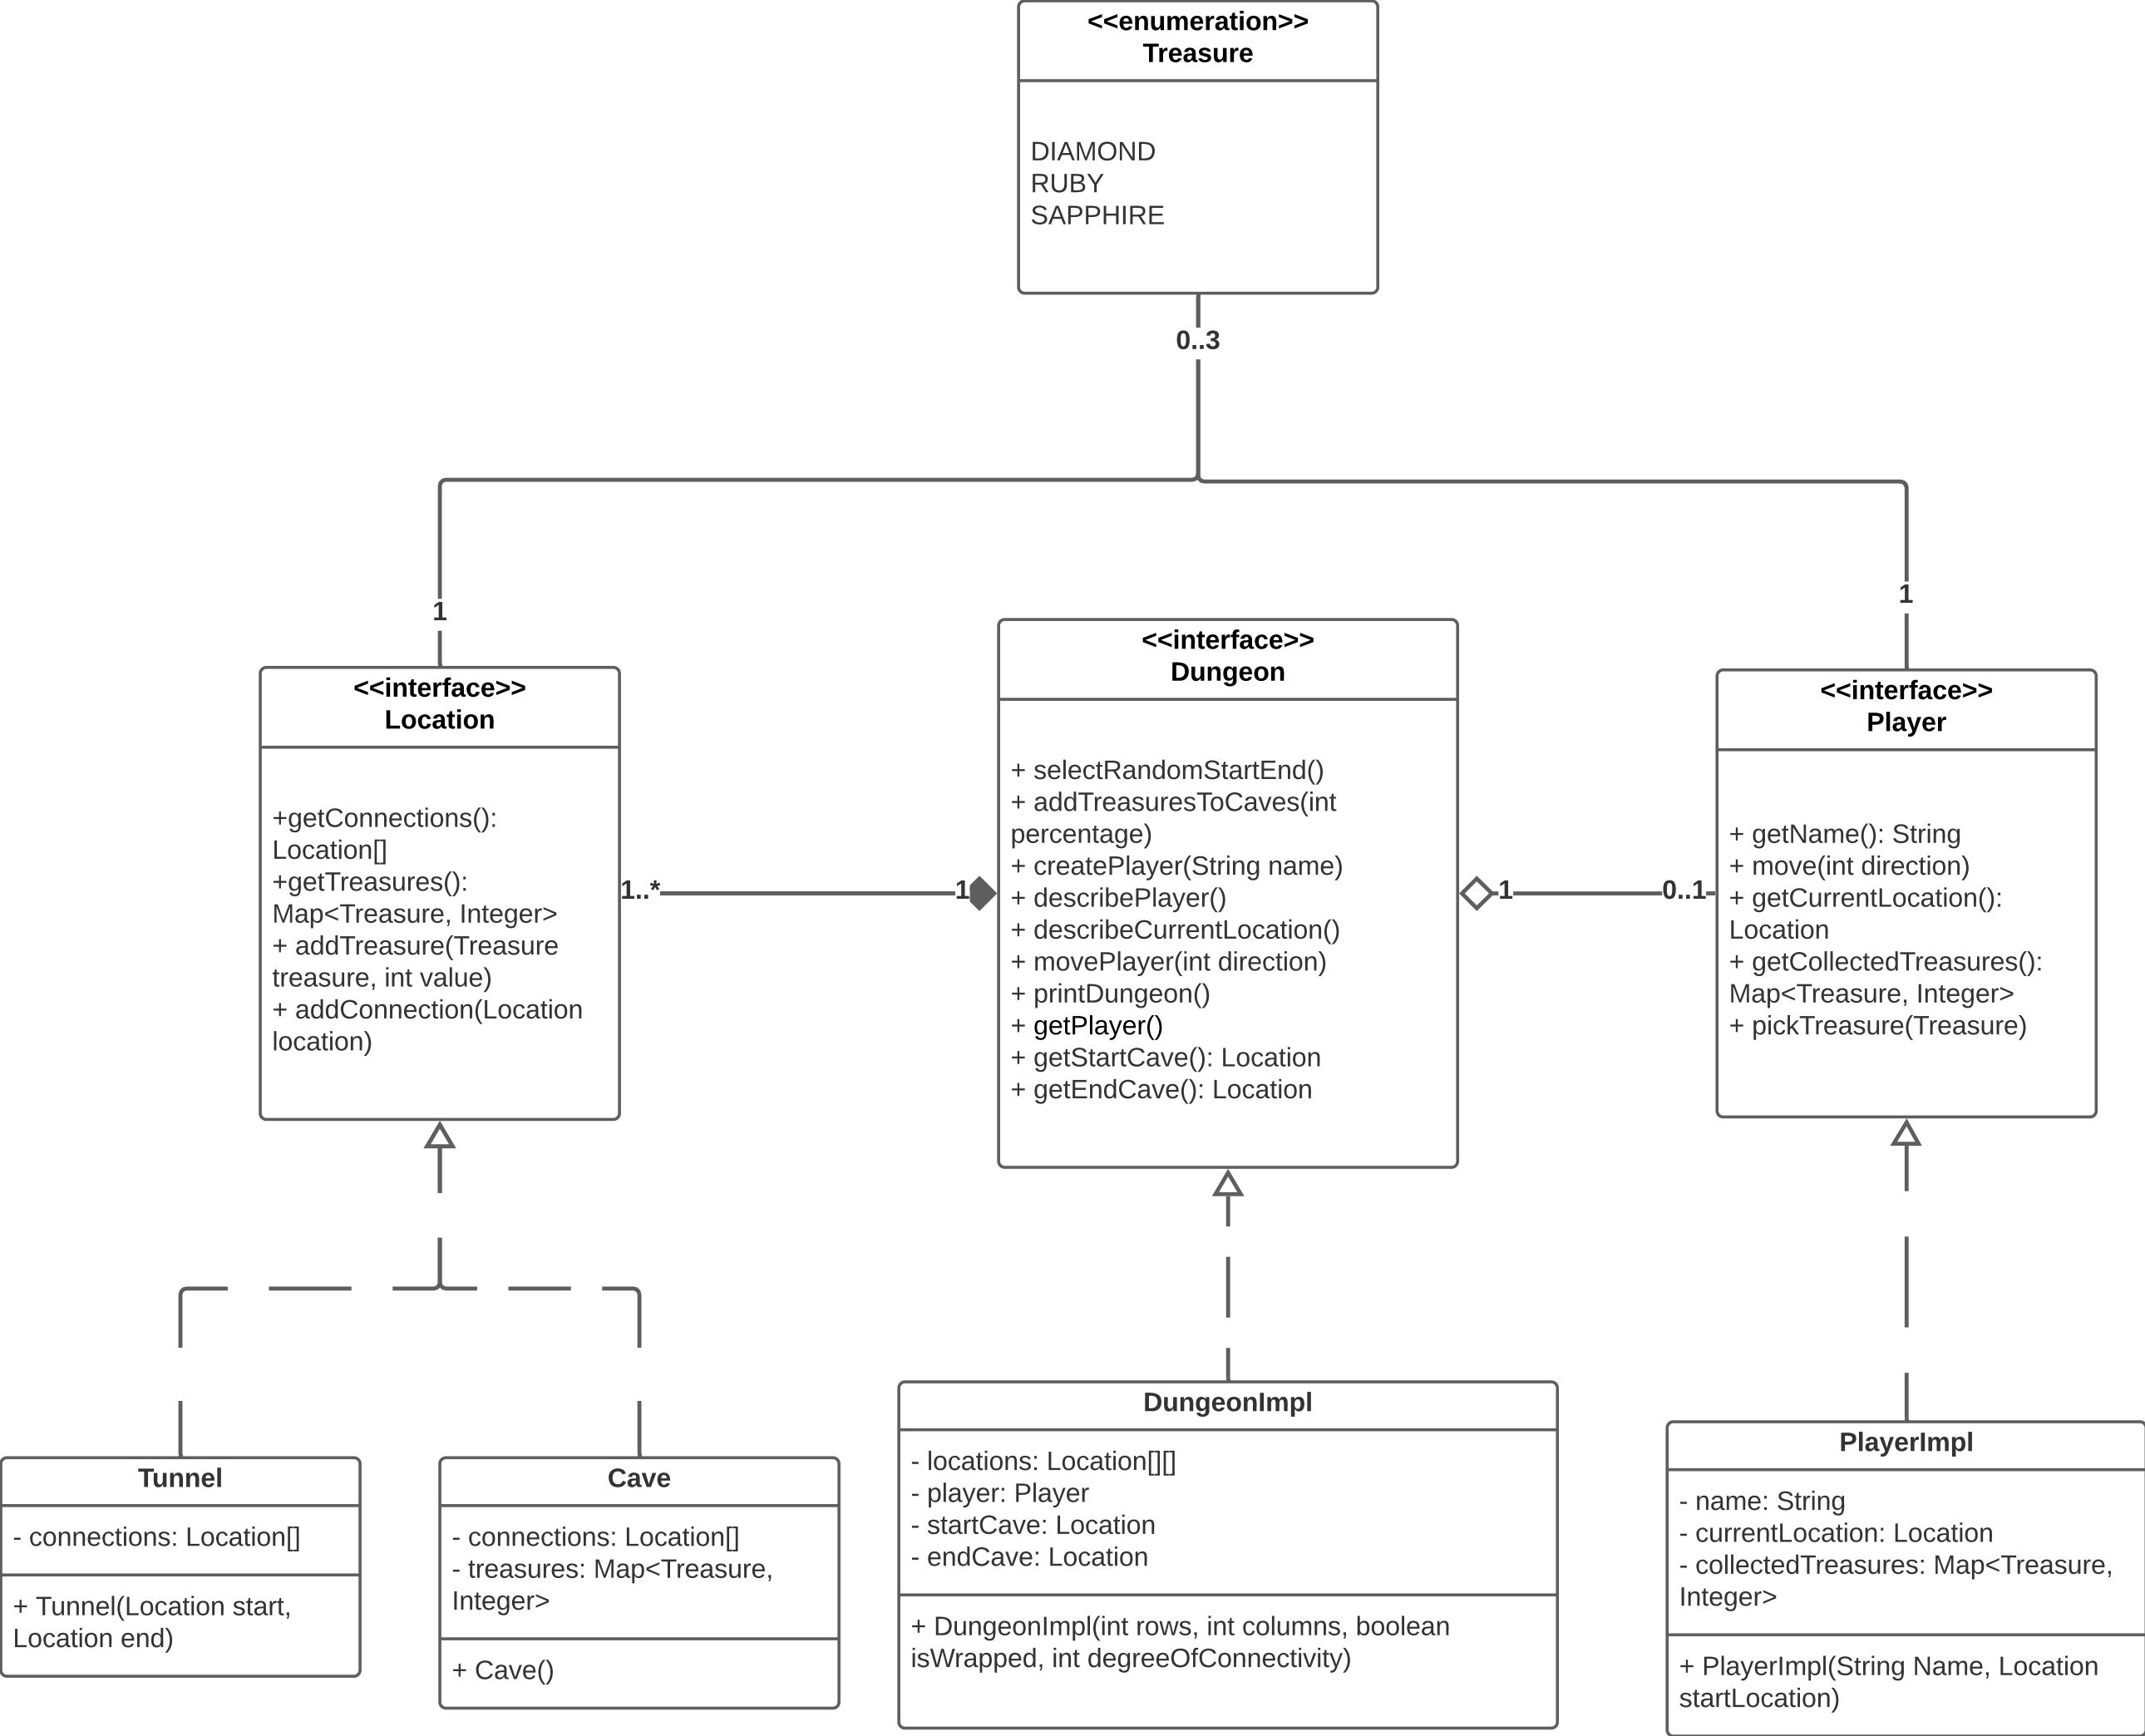 <<enumeration>>
Treasure
DIAMOND
RUBY
SAPPHIRE
0..3
1
1
<<interface>>
Location
+getConnections():
Location[]
+getTreasures():
Map<Treasure, Integer>
+ addTreasure(Treasure
treasure, int value)
+ addConnection(Location
location)
1..*
1
<<interface>>
Dungeon
+ selectRandomStartEnd()
+ addTreasuresToCaves(int
percentage)
+ createPlayer(String name)
+ describePlayer()
+ describeCurrentLocation()
+ movePlayer(int direction)
+ printDungeon()
+ getPlayer()
+ getStartCave(): Location
+ getEndCave(): Location
1
0..1
<<interface>>
Player
+ getName(): String
+ move(int direction)
+ getCurrentLocation():
Location
+ getCollectedTreasures():
Map<Treasure, Integer>
+ pickTreasure(Treasure)
Tunnel
- connections: Location[]
+ Tunnel(Location start,
Location end)
Cave
- connections: Location[]
- treasures: Map<Treasure,
Integer>
+ Cave()
DungeonImpl
- locations: Location[][]
- player: Player
- startCave: Location
- endCave: Location
+ DungeonImpl(int rows, int columns, boolean
isWrapped, int degreeOfConnectivity)
PlayerImpl
- name: String
- currentLocation: Location
- collectedTreasures: Map<Treasure,
Integer>
+ PlayerImpl(String Name, Location
startLocation)